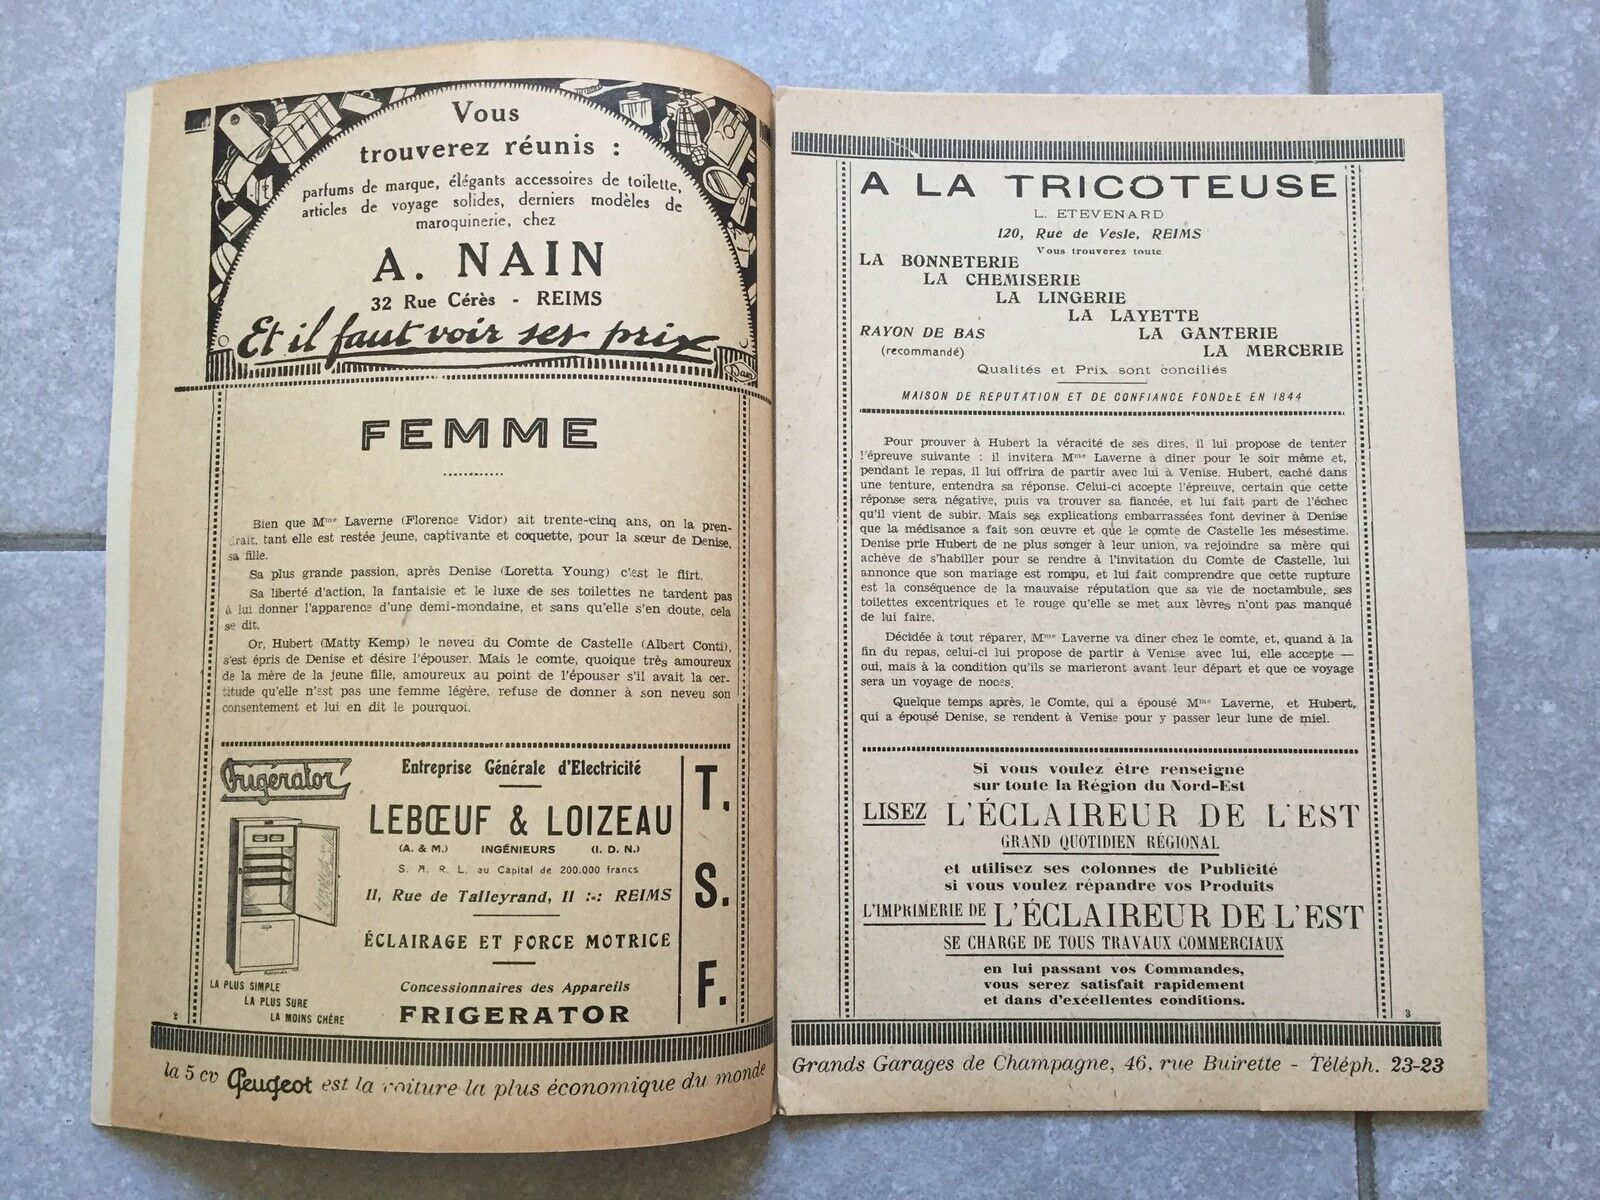 Vous
trouverez réunis :
parfums de marque, élégants accessoires de toilette,
articles de voyage solides, derniers modèles de
maroquinerie, chez
A. NAIN
32 Rue Cérès - REIMS
Et il faut voir ses prix
Dam
FEMME
Bien que Mme Laverne (Florence Vidor) ait trente-cinq ans, on la pren-
drait, tant elle est restée jeune, captivante et coquette, pour la sœur de Denise,
sa fille.
Sa plus grande passion, après Denise (Loretta Young) c'est le flirt.
Sa liberté d'action, la fantaisie et le luxe de ses toilettes ne tardent pas
à lui donner l'apparence d'une demi-mondaine, et sans qu'elle s'en doute, cela
se dit.
Or, Hubert (Matty Kemp) le neveu du Comte de Castelle (Albert Conti),
s'est épris de Denise et désire l'épouser. Mais le comte, quoique très amoureux
de la mère de la jeune fille, amoureux au point de l'épouser s'il avait la cer-
titude qu'elle n'est pas une femme légère, refuse de donner à son neveu son
consentement et lui en dit le pourquoi.
Frigérator
LA PLUS SIMPLE
LA PLUS SURE
LA MOINS CHÈRE
Entreprise Générale d'Electricité
LEBŒUF & LOIZEAU
(A. & M.) INGÉNIEURS (I. D. N.)
S. A. R. L. au Capital de 200.000 francs
11, Rue de Talleyrand, 11 :-: REIMS
ÉCLAIRAGE ET FORCE MOTRICE
Concessionnaires des Appareils
FRIGERATOR
T.
S.
F.
2
la 5 cv Peugeot est la voiture la plus économique du monde
A LA TRICOTEUSE
L. ETEVENARD
120, Rue de Vesle, REIMS
Vous trouverez toute
LA BONNETERIE
LA CHEMISERIE
LA LINGERIE
LA LAYETTE
RAYON DE BAS LA GANTERIE
(recommandé) LA MERCERIE
Qualités et Prix sont conciliés
MAISON DE REPUTATION ET DE CONFIANCE FONDÉE EN 1844
Pour prouver à Hubert la véracité de ses dires, il lui propose de tenter
l'épreuve suivante : il invitera Mme Laverne à dîner pour le soir même et,
pendant le repas, il lui offrira de partir avec lui à Venise. Hubert, caché dans
une tenture, entendra sa réponse. Celui-ci accepte l'épreuve, certain que cette
réponse sera négative, puis va trouver sa fiancée, et lui fait part de l'échec
qu'il vient de subir. Mais ses explications embarrassées font deviner à Denise
que la médisance a fait son œuvre et que le comte de Castelle les mésestime.
Denise prie Hubert de ne plus songer à leur union, va rejoindre sa mère qui
achève de s'habiller pour se rendre à l'invitation du Comte de Castelle, lui
annonce que son mariage est rompu, et lui fait comprendre que cette rupture
est la conséquence de la mauvaise réputation que sa vie de noctambule, ses
toilettes excentriques et le rouge qu'elle se met aux lèvres n'ont pas manqué
de lui faire.
Décidée à tout réparer, Mme Laverne va dîner chez le comte, et, quand à la
fin du repas, celui-ci lui propose de partir à Venise avec lui, elle accepte —
oui, mais à la condition qu'ils se marieront avant leur départ et que ce voyage
sera un voyage de noces.
Quelque temps après, le Comte, qui a épousé Mme Laverne, et Hubert,
qui a épousé Denise, se rendent à Venise pour y passer leur lune de miel.
Si vous voulez être renseigne
sur toute la Région du Nord-Est
LISEZ L'ÉCLAIREUR DE L'EST
GRAND QUOTIDIEN RÉGIONAL
et utilisez ses colonnes de Publicité
si vous voulez répandre vos Produits
L'IMPRIMERIE DE L'ÉCLAIREUR DE L'EST
SE CHARGE DE TOUS TRAVAUX COMMERCIAUX
en lui passant vos Commandes,
vous serez satisfait rapidement
et dans d'excellentes conditions.
3
Grands Garages de Champagne, 46, rue Buirette - Téléph. 23-23